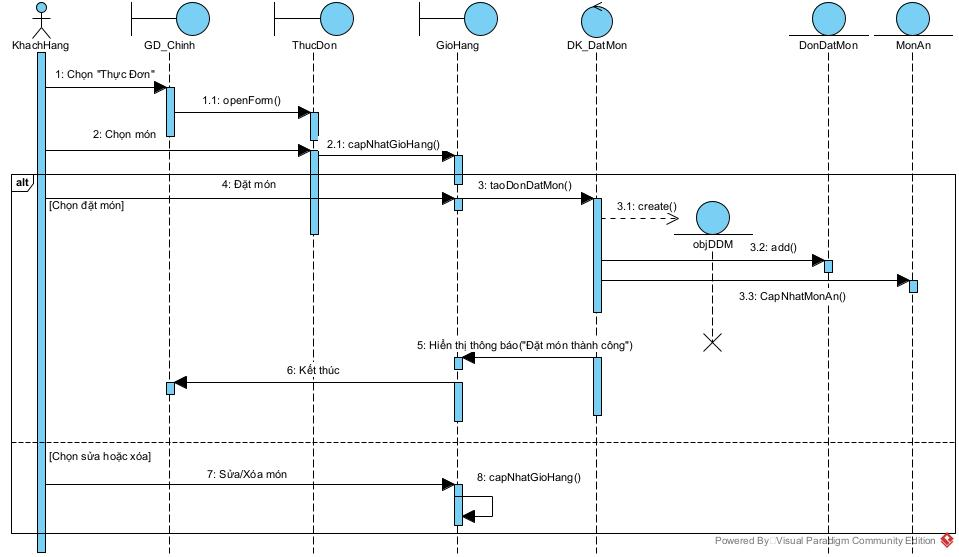 KhachHang
GD_Chinh
ThucDon
GioHang
DK_DatMon
DonDatMon
MonAn
1: Chọn "Thực Đơn"
1.1: openForm()
2: Chọn món
2.1: capNhatGioHang()
alt
4: Đặt món
3: taoDonDatMon()
[Chọn đặt món]
3.1: create()
objDDM
3.2: add()
3.3: CapNhatMonAn()
5: Hiển thị thông báo("Đặt món thành công")
6: Kết thúc
[Chọn sửa hoặc xóa]
7: Sửa/Xóa món
8: capNhatGioHang()
Powered By Visual Paradigm Community Edition